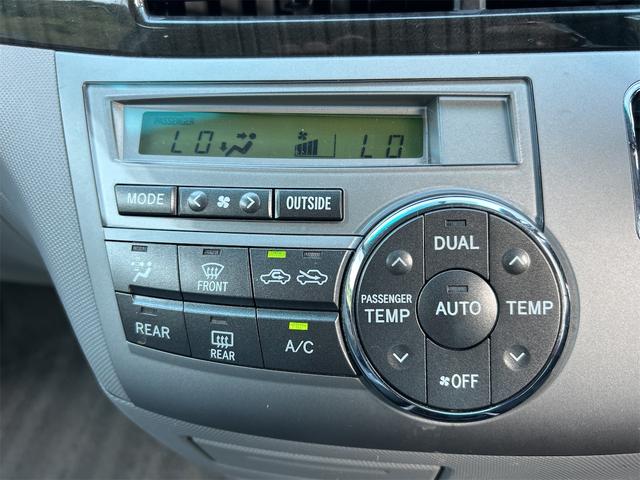 PASSENGER
LO LO
MODE OUTSIDE
DUAL
FRONT
PASSENGER
TEMP AUTO TEMP
REAR REAR A/C
OFF